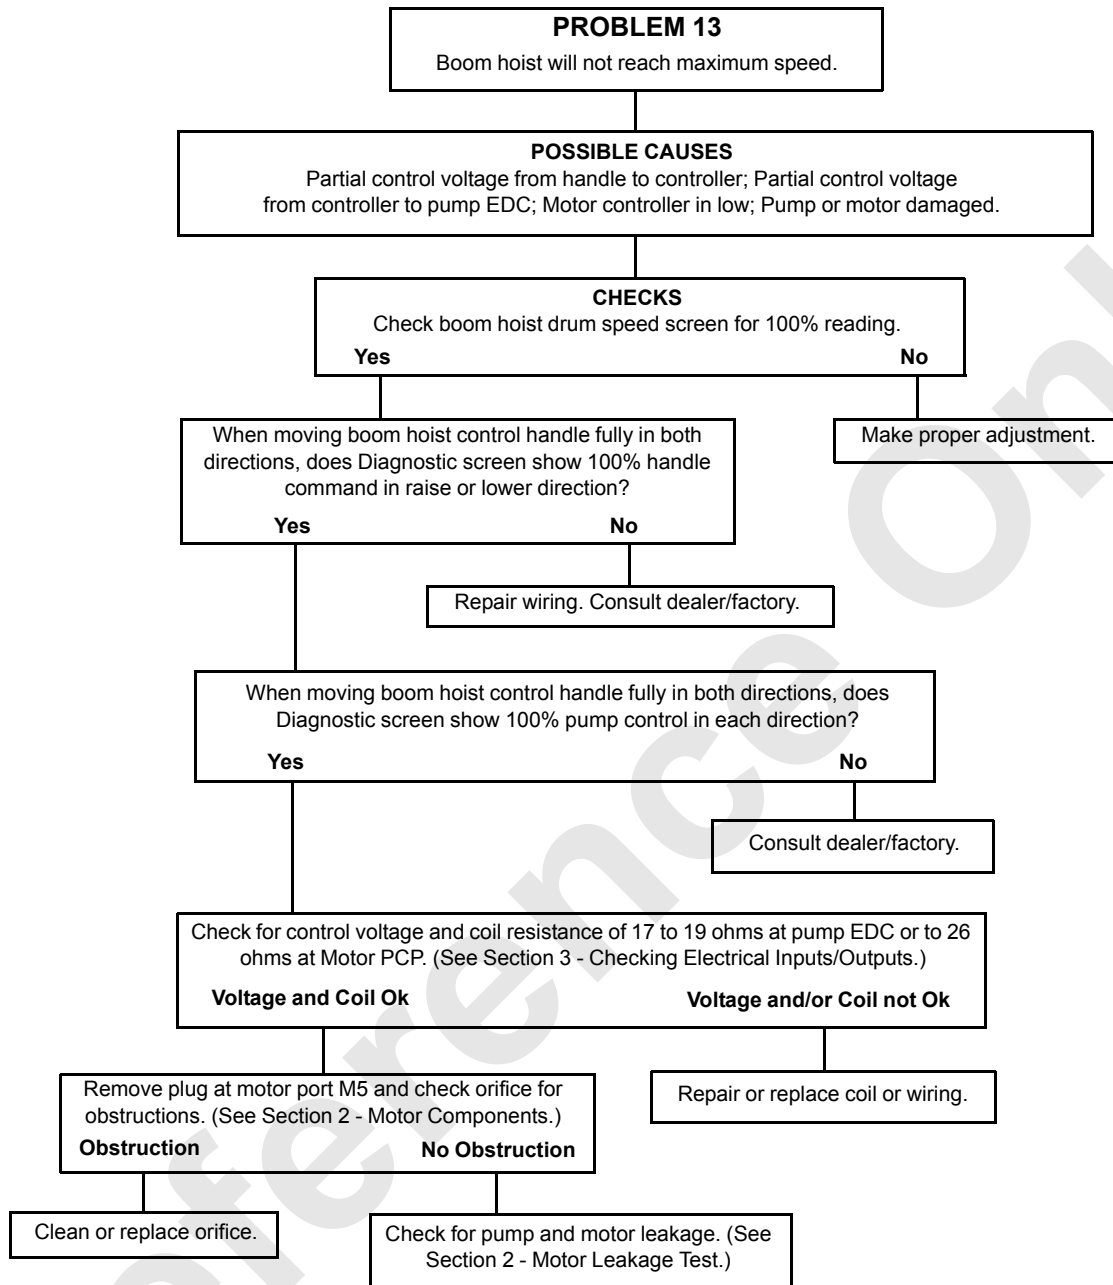 PROBLEM 13
Boom hoist will not reach maximum speed.
POSSIBLE CAUSES
Partial control voltage from handle to controller; Partial control voltage
from controller to pump EDC; Motor controller in low; Pump or motor damaged.
CHECKS
Check boom hoist drum speed screen for 100% reading.
Yes No
When moving boom hoist control handle fully in both
directions, does Diagnostic screen show 100% handle
command in raise or lower direction?
Yes No
Make proper adjustment.
Repair wiring. Consult dealer/factory.
When moving boom hoist control handle fully in both directions, does
Diagnostic screen show 100% pump control in each direction?
Yes No
Consult dealer/factory.
Check for control voltage and coil resistance of 17 to 19 ohms at pump EDC or to 26
ohms at Motor PCP. (See Section 3 - Checking Electrical Inputs/Outputs.)
Voltage and Coil Ok Voltage and/or Coil not Ok
Remove plug at motor port M5 and check orifice for
obstructions. (See Section 2 - Motor Components.)
Obstruction No Obstruction
Repair or replace coil or wiring.
Clean or replace orifice.
Check for pump and motor leakage. (See
Section 2 - Motor Leakage Test.)